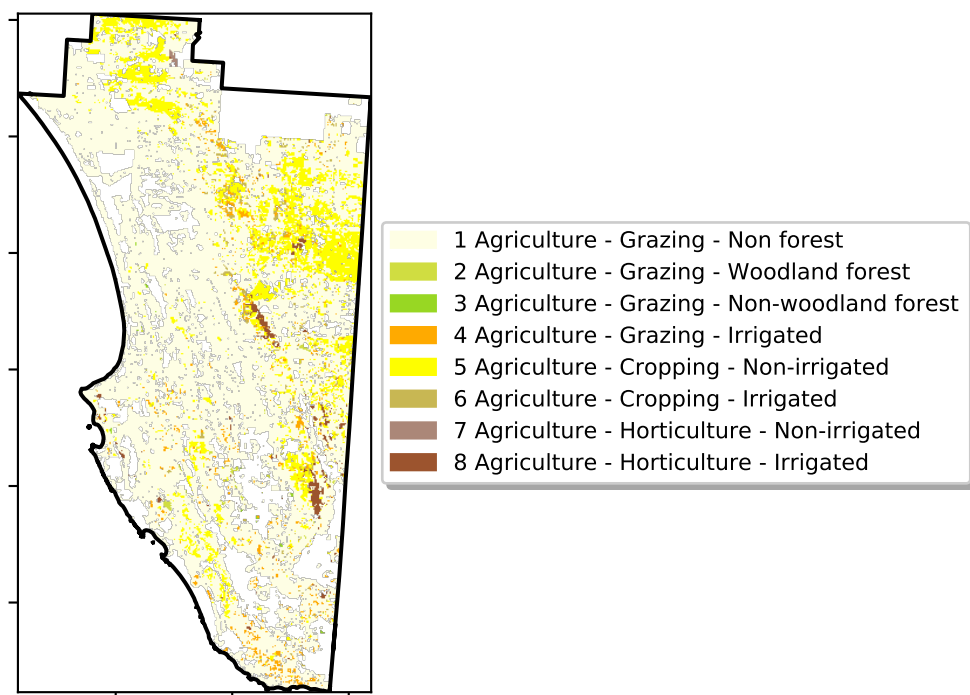 1 Agriculture - Grazing - Non forest
2 Agriculture - Grazing - Woodland forest
3 Agriculture - Grazing - Non-woodland forest
4 Agriculture - Grazing - Irrigated
5 Agriculture - Cropping - Non-irrigated
6 Agriculture - Cropping - Irrigated
7 Agriculture - Horticulture - Non-irrigated
8 Agriculture - Horticulture - Irrigated